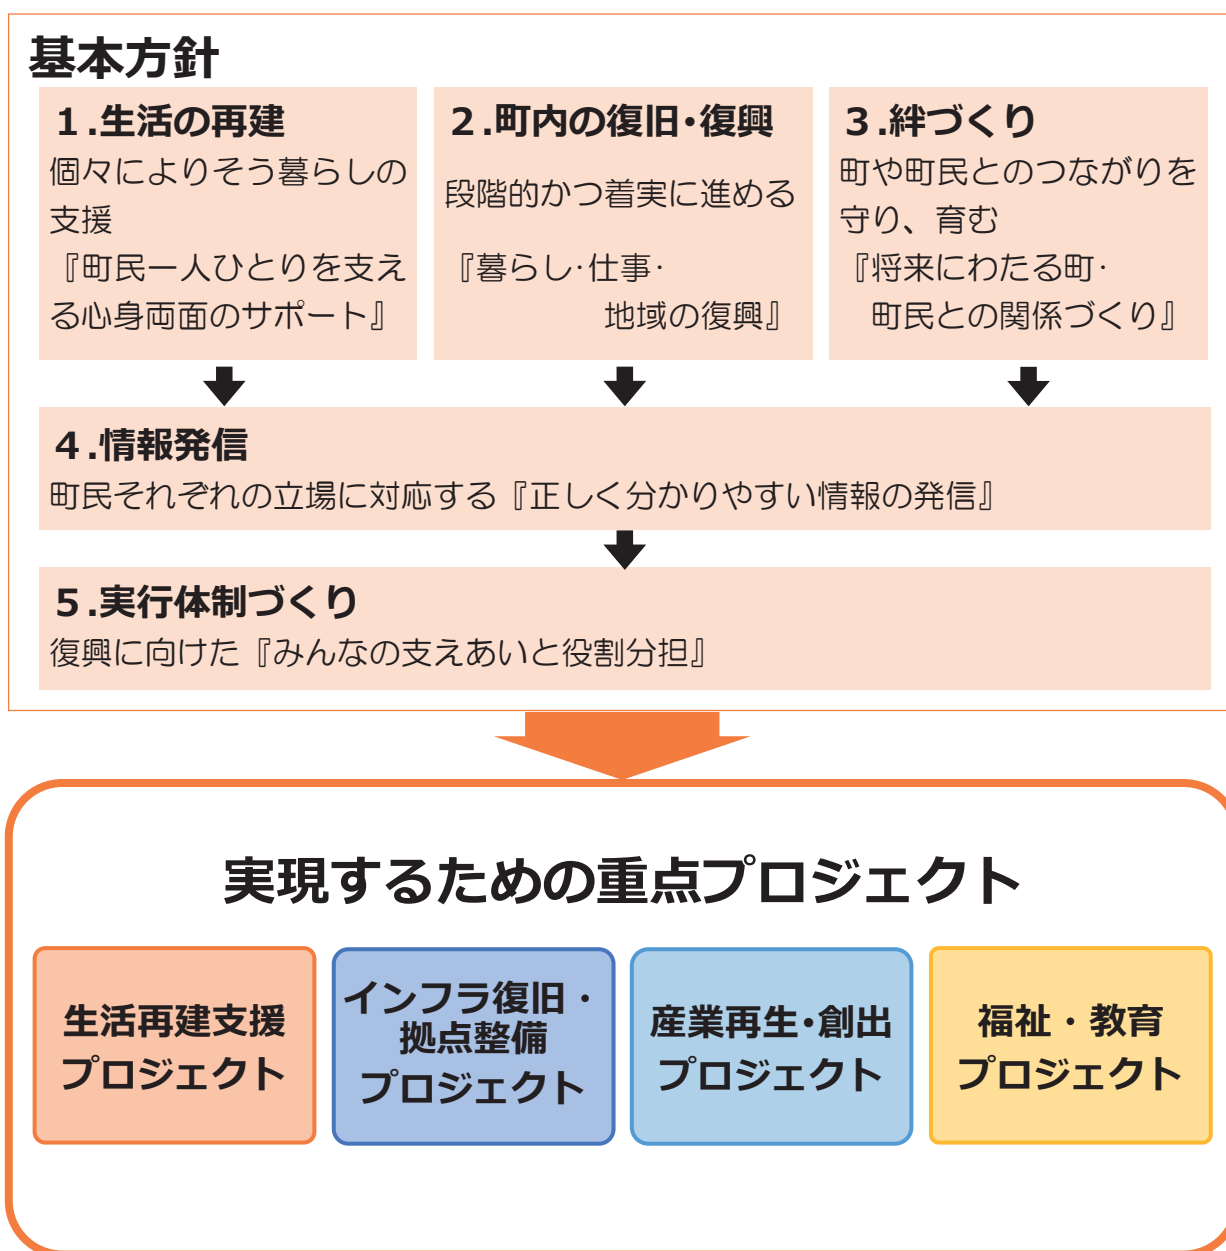 基本方針
１.生活の再建
個々によりそう暮らしの
支援
『町民一人ひとりを支え
る心身両面のサポート』
２.町内の復旧・復興
段階的かつ着実に進める
『暮らし・仕事・
地域の復興』
３.絆づくり
町や町民とのつながりを
守り、育む
『将来にわたる町・
町民との関係づくり』
４.情報発信
町民それぞれの立場に対応する『正しく分かりやすい情報の発信』
５.実行体制づくり
復興に向けた『みんなの支えあいと役割分担』
実現するための重点プロジェクト
生活再建支援
プロジェクト
インフラ復旧・
拠点整備
プロジェクト
産業再生・創出
プロジェクト
福祉・教育
プロジェクト